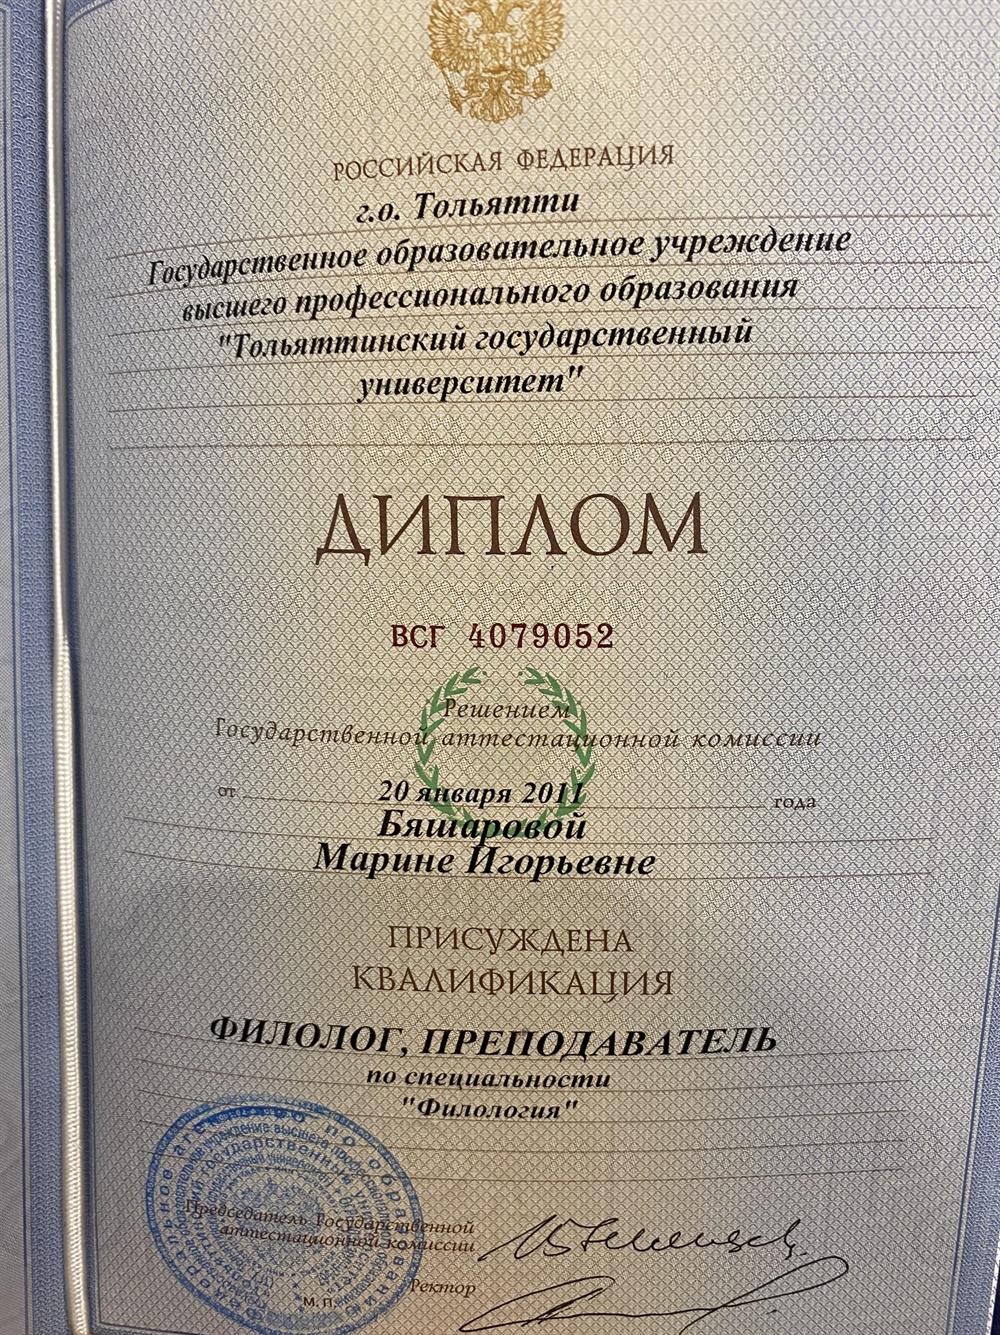 РОССИЙСКАЯ ФЕДЕРАЦИЯ
г.о. Тольятти
Государственное образовательное учреждение
высшего профессионального образования
"Тольяттинский государственный
университет"
ДИПЛОМ
ВСГ 4079052
Решением
Государственной аттестационной комиссии
от 20 января 2011 года
Бяшаровой
Марине Игорьевне
ПРИСУЖДЕНА
КВАЛИФИКАЦИЯ
ФИЛОЛОГ, ПРЕПОДАВАТЕЛЬ
по специальности
"Филология"
Председатель Государственной
аттестационной комиссии
Ректор
М. П.